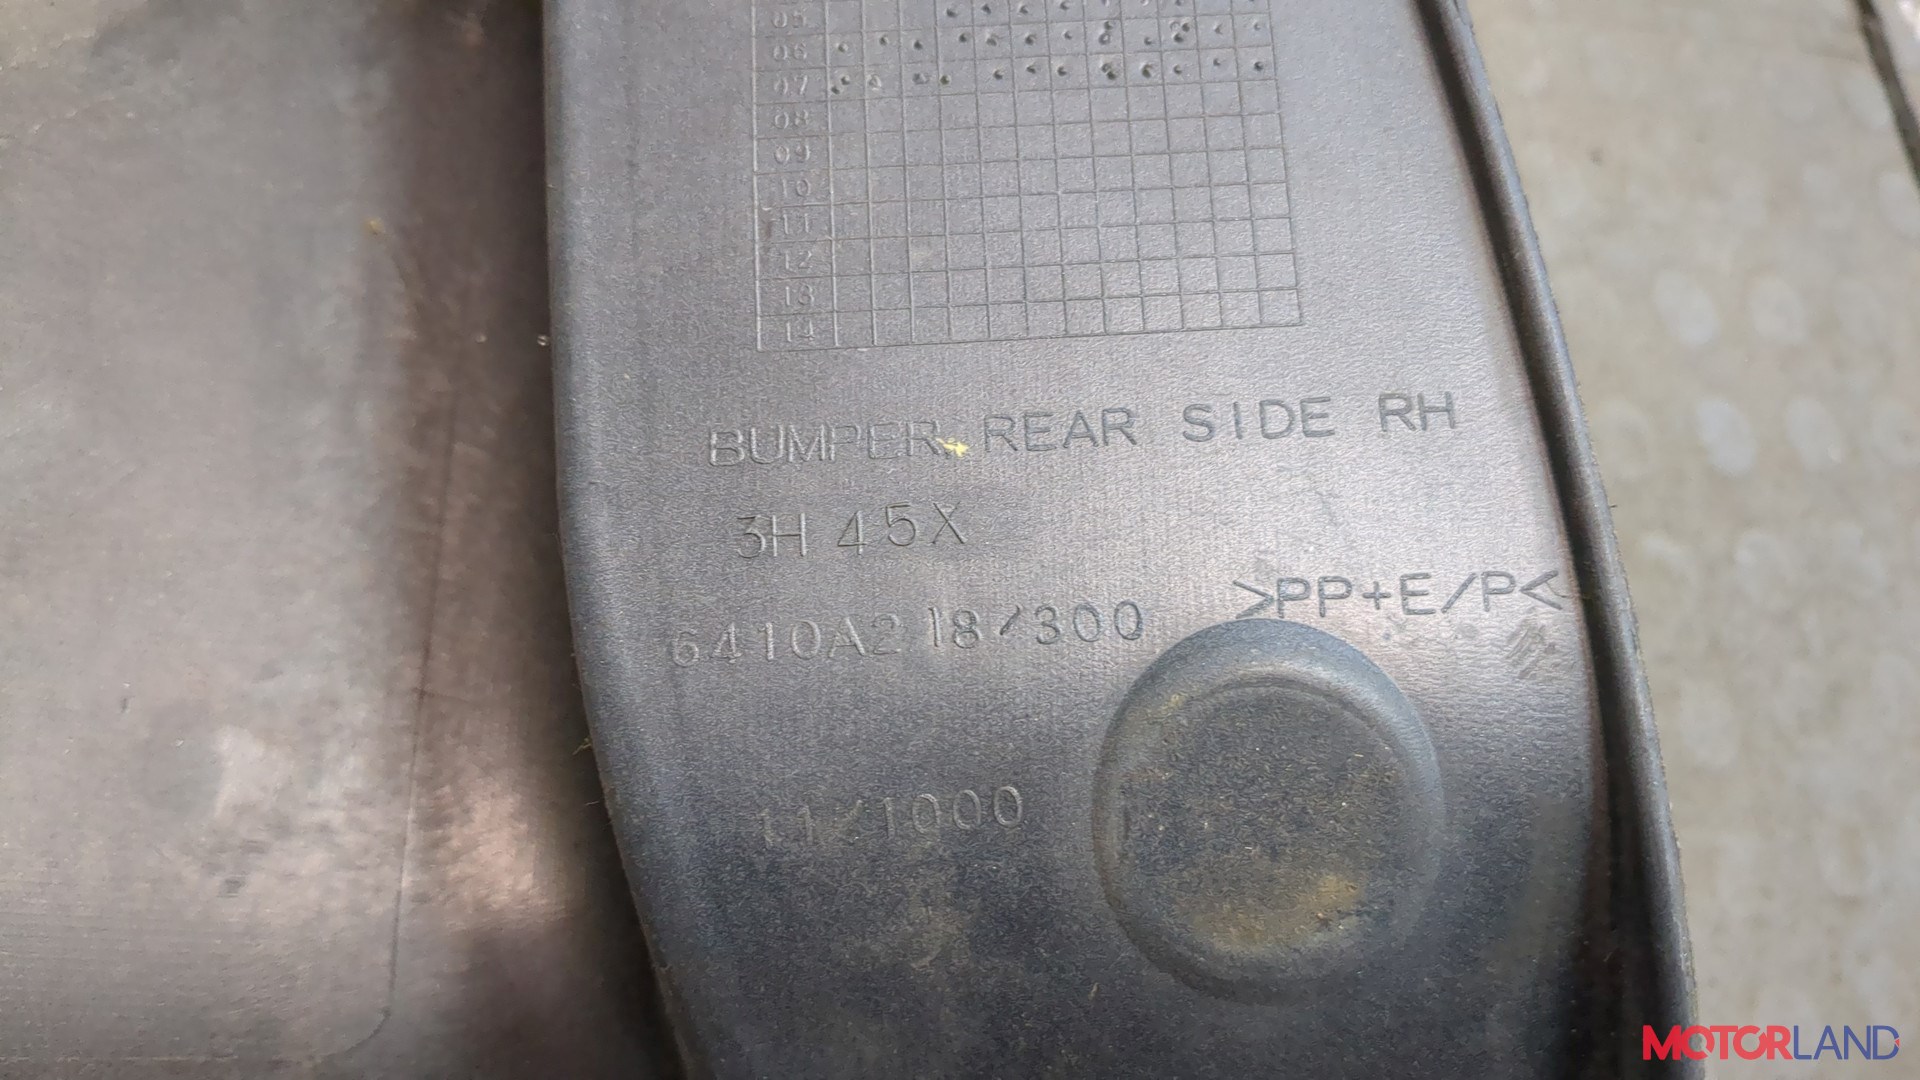 05
06
07
08
09
10
11
12
13
14
BUMPER REAR SIDE RH
3H 45X
>PP+E/P<
6410A218/300
11/1000
MOTORLAND